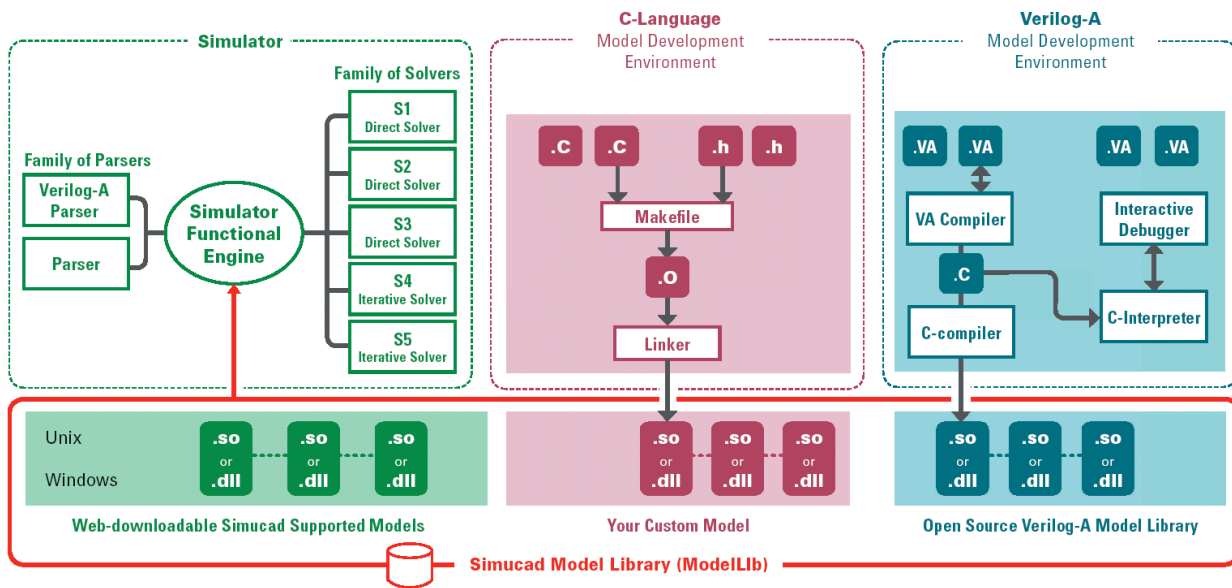 Simulator
Family of Solvers
S1
Direct Solver
S2
Direct Solver
S3
Direct Solver
S4
Iterative Solver
S5
Iterative Solver
Family of Parsers
Verilog-A
Parser
Parser
Simulator
Functional
Engine
C-Language
Model Development
Environment
.C .C .h .h
Makefile
.O
Linker
Verilog-A
Model Development
Environment
.VA .VA .VA .VA
VA Compiler
Interactive
Debugger
.C
C-compiler
C-Interpreter
Unix
Windows
.so
or
.dll
.so
or
.dll
.so
or
.dll
Web-downloadable Simucad Supported Models
.so
or
.dll
.so
or
.dll
.so
or
.dll
Your Custom Model
.so
or
.dll
.so
or
.dll
.so
or
.dll
Open Source Verilog-A Model Library
Simucad Model Library (ModelLIb)